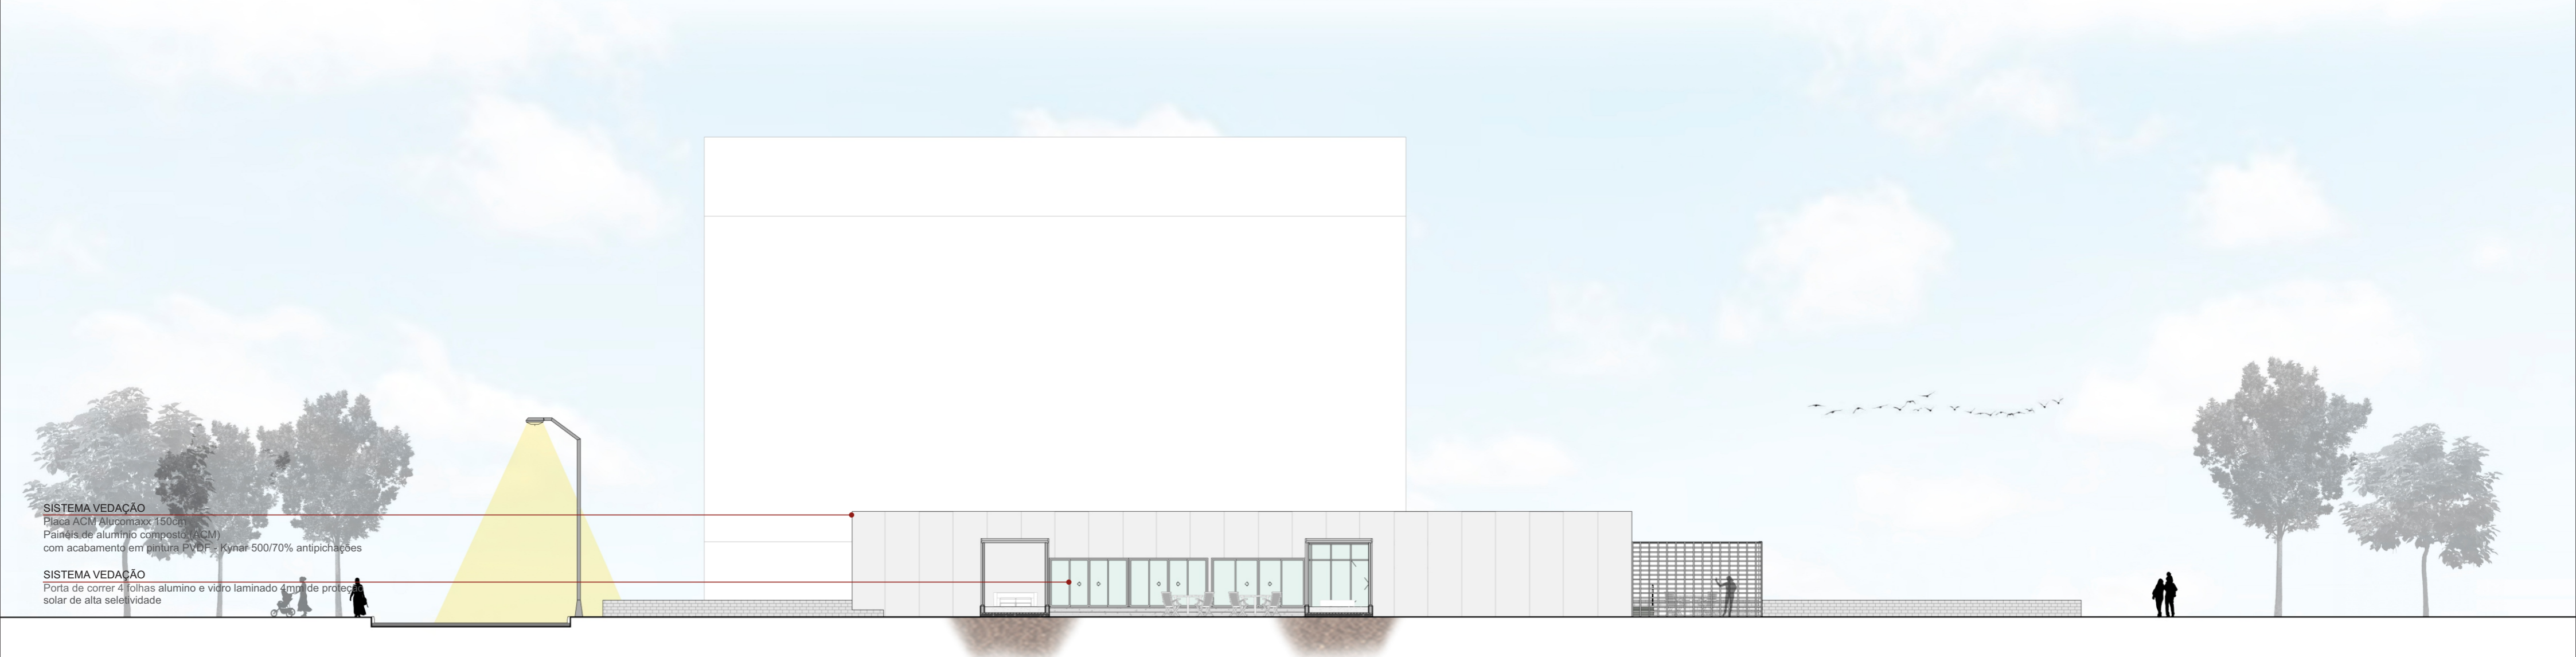 SISTEMA VEDAÇÃO
Placa ACM Alucomaxx 150cm
Painéis de alumínio composto (ACM)
com acabamento em pintura PVDF - Kynar 500/70% antipichações
SISTEMA VEDAÇÃO
Porta de correr 4 folhas alumino e vidro laminado 4mm de proteção
solar de alta seletividade